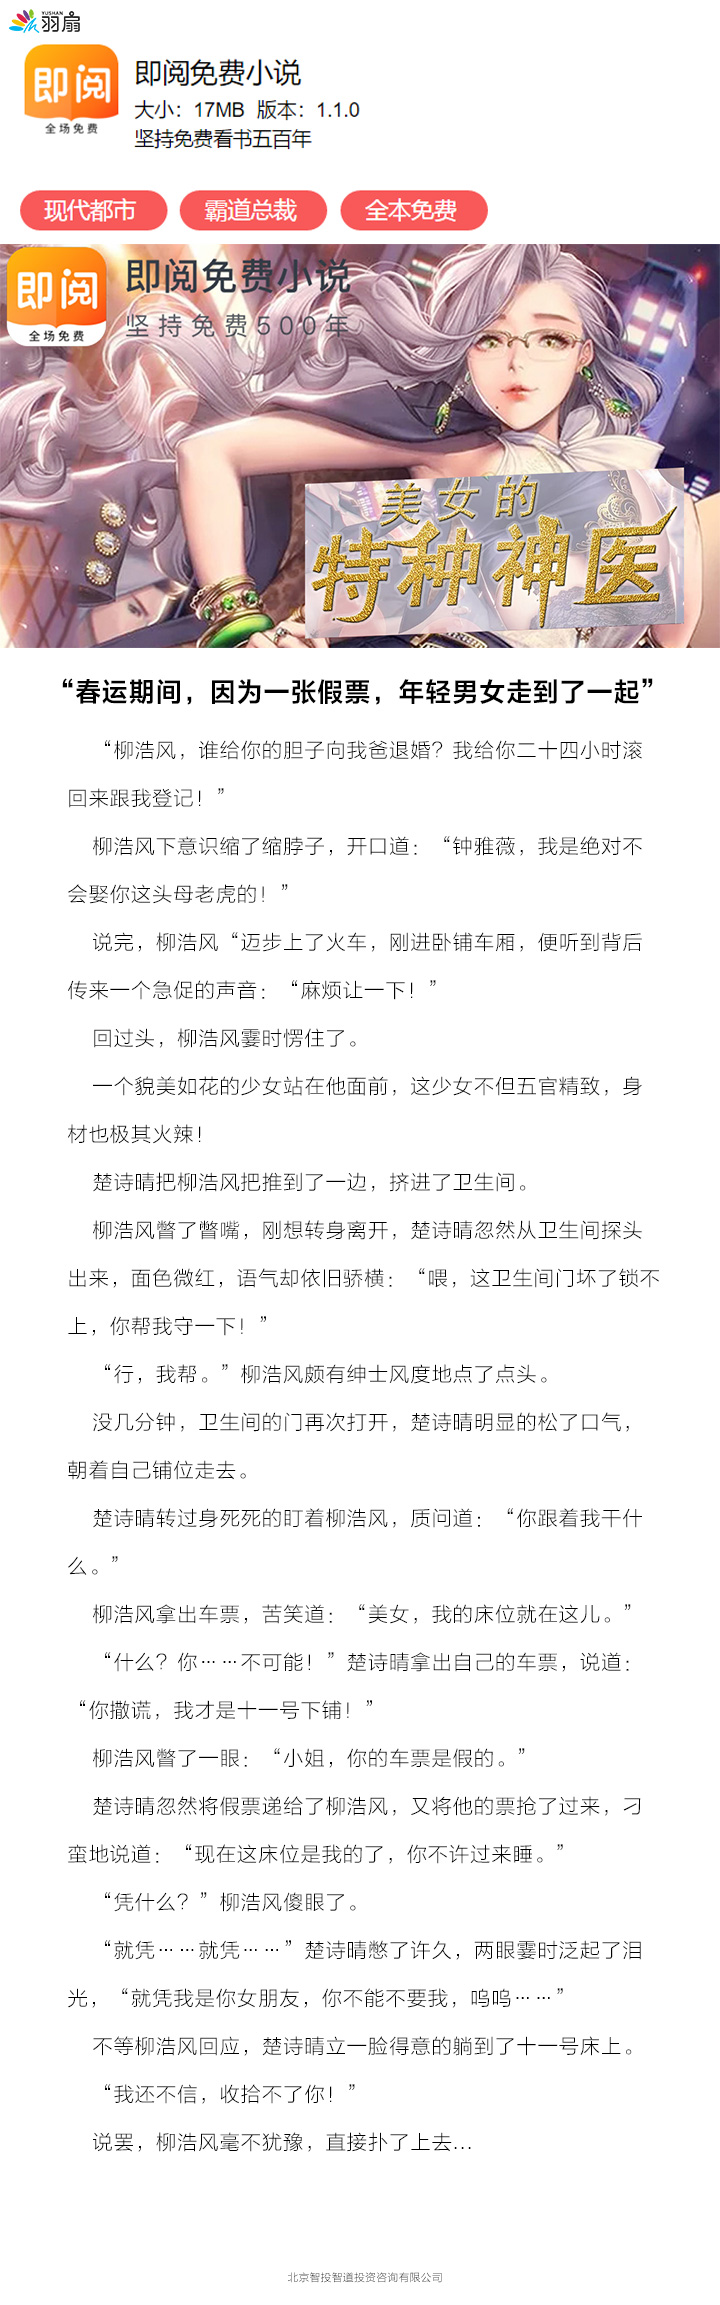 YUSHAN
羽扇
即阅
全场免费
即阅免费小说
大小：17MB 版本：1.1.0
坚持免费看书五百年
现代都市
霸道总裁
全本免费
即阅
全场免费
即阅免费小说
坚持免费500年
美女的
特种神医
“春运期间，因为一张假票，年轻男女走到了一起”
“柳浩风，谁给你的胆子向我爸退婚？我给你二十四小时滚
回来跟我登记！”
柳浩风下意识缩了缩脖子，开口道：“钟雅薇，我是绝对不
会娶你这头母老虎的！”
说完，柳浩风“迈步上了火车，刚进卧铺车厢，便听到背后
传来一个急促的声音：“麻烦让一下！”
回过头，柳浩风霎时愣住了。
一个貌美如花的少女站在他面前，这少女不但五官精致，身
材也极其火辣！
楚诗晴把柳浩风把推到了一边，挤进了卫生间。
柳浩风瞥了瞥嘴，刚想转身离开，楚诗晴忽然从卫生间探头
出来，面色微红，语气却依旧骄横：“喂，这卫生间门坏了锁不
上，你帮我守一下！”
“行，我帮。”柳浩风颇有绅士风度地点了点头。
没几分钟，卫生间的门再次打开，楚诗晴明显的松了口气，
朝着自己铺位走去。
楚诗晴转过身死死的盯着柳浩风，质问道：“你跟着我干什
么。”
柳浩风拿出车票，苦笑道：“美女，我的床位就在这儿。”
“什么？你……不可能！”楚诗晴拿出自己的车票，说道：
“你撒谎，我才是十一号下铺！”
柳浩风瞥了一眼：“小姐，你的车票是假的。”
楚诗晴忽然将假票递给了柳浩风，又将他的票抢了过来，刁
蛮地说道：“现在这床位是我的了，你不许过来睡。”
“凭什么？”柳浩风傻眼了。
“就凭……就凭……”楚诗晴憋了许久，两眼霎时泛起了泪
光，“就凭我是你女朋友，你不能不要我，呜呜……”
不等柳浩风回应，楚诗晴立一脸得意的躺到了十一号床上。
“我还不信，收拾不了你！”
说罢，柳浩风毫不犹豫，直接扑了上去...
北京智投智道投资咨询有限公司